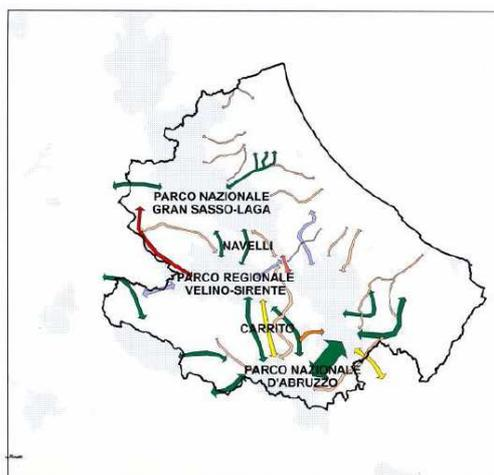 PARCO NAZIONALE
GRAN SASSO-LAGA
NAVELLI
PARCO REGIONALE
VELINO-SIRENTE
CARRITO
PARCO NAZIONALE
D'ABRUZZO